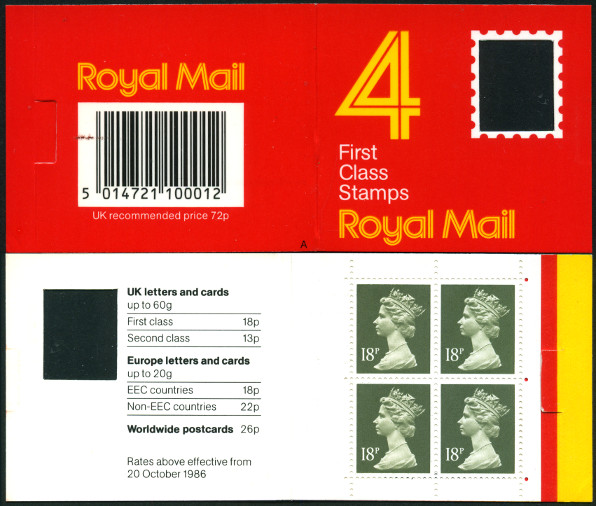 Royal Mail
5 014721 100012
UK recommended price 72p
4
First
Class
Stamps
Royal Mail
A
UK letters and cards
up to 60g
First class 18p
Second class 13p
Europe letters and cards
up to 20g
EEC countries 18p
Non-EEC countries 22p
Worldwide postcards 26p
Rates above effective from
20 October 1986
18P 18P
18P 18P